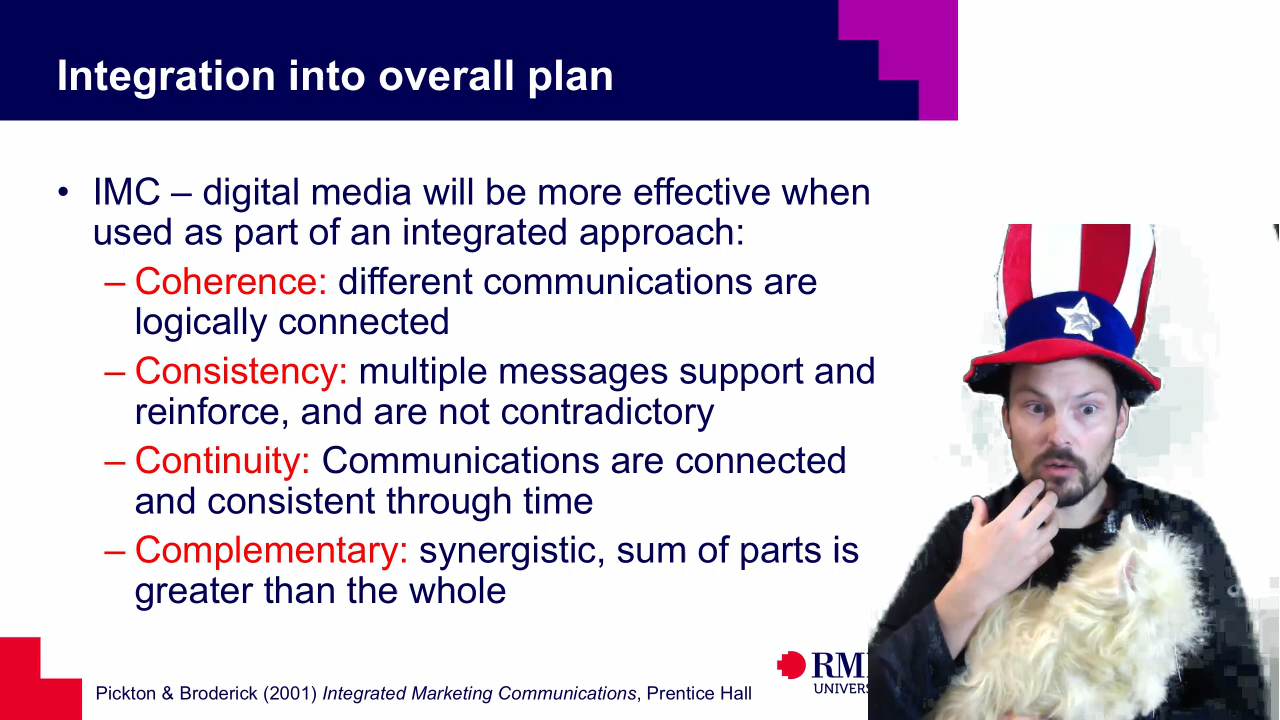 Integration into overall plan
• IMC – digital media will be more effective when
used as part of an integrated approach:
– Coherence: different communications are
logically connected
– Consistency: multiple messages support and
reinforce, and are not contradictory
– Continuity: Communications are connected
and consistent through time
– Complementary: synergistic, sum of parts is
greater than the whole
Pickton & Broderick (2001) Integrated Marketing Communications, Prentice Hall